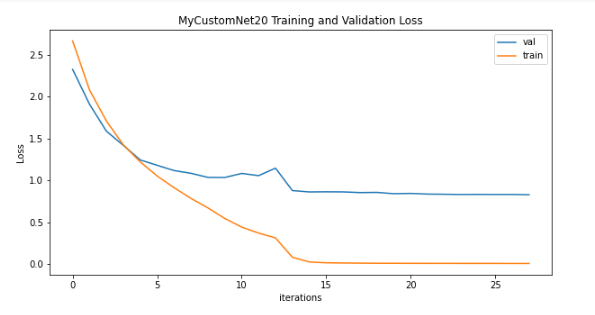 MyCustomNet20 Training and Validation Loss
val
train
2.5
2.0
1.5
1.0
0.5
0.0
Loss
0 5 10 15 20 25
iterations